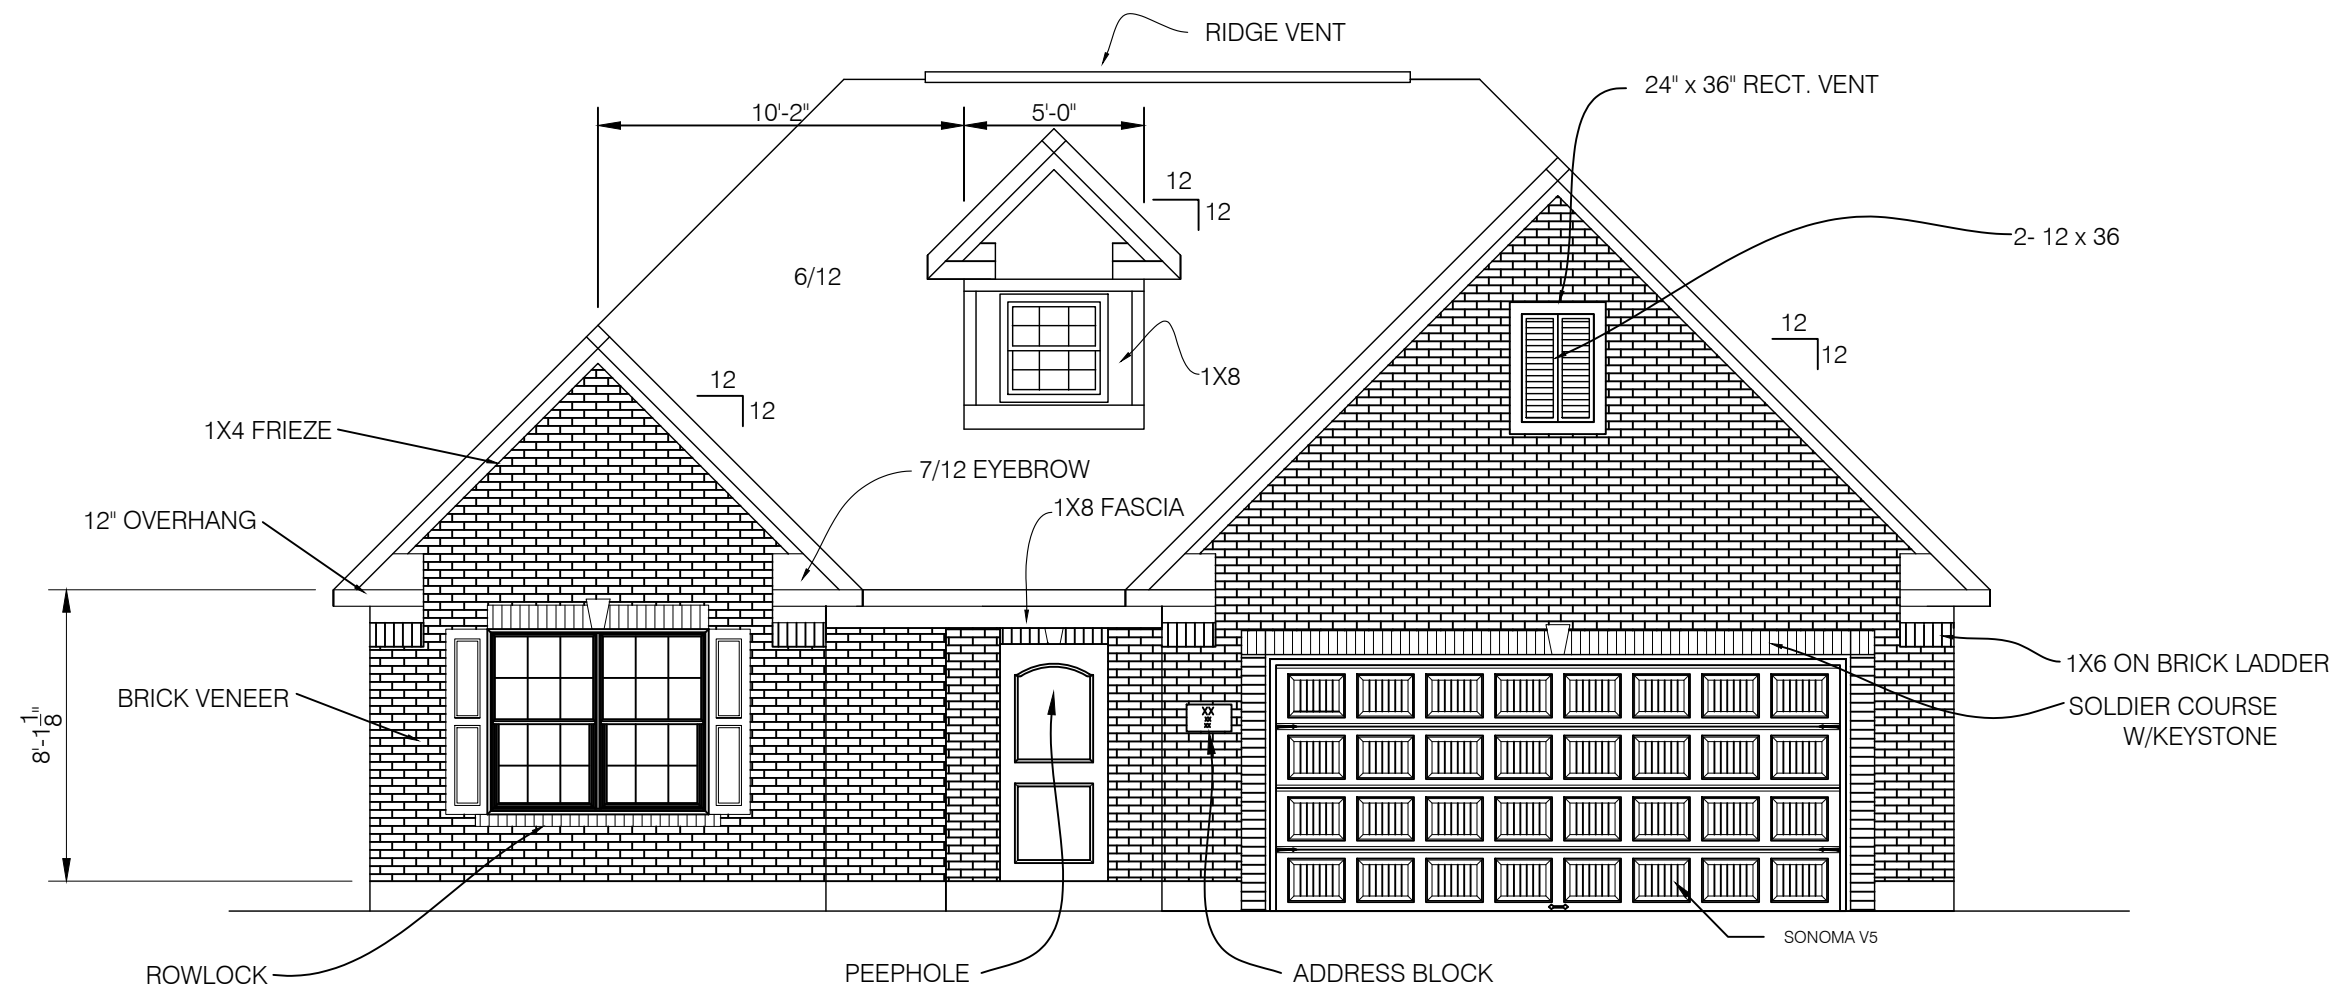 RIDGE VENT
24" x 36" RECT. VENT
10'-2"
5'-0"
12
12
2- 12 x 36
6/12
12
12
1X8
12
12
1X4 FRIEZE
7/12 EYEBROW
1X8 FASCIA
12" OVERHANG
1X6 ON BRICK LADDER
BRICK VENEER
SOLDIER COURSE
W/KEYSTONE
8'-1 1/8"
XX
SONOMA V5
ROWLOCK
PEEPHOLE
ADDRESS BLOCK